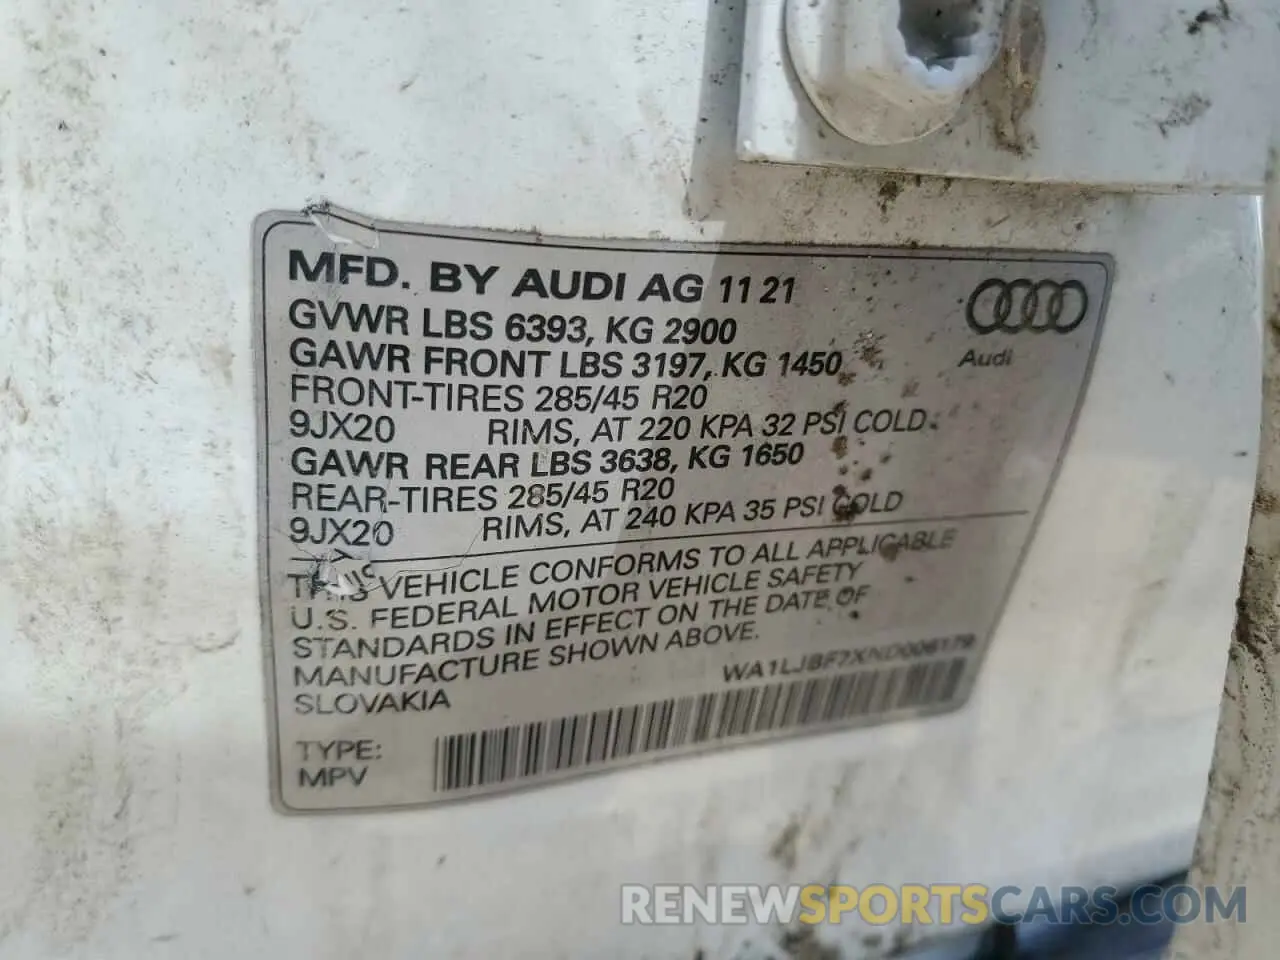 MFD. BY AUDI AG 11 21
GVWR LBS 6393, KG 2900
GAWR FRONT LBS 3197, KG 1450
FRONT-TIRES 285/45 R20
9JX20 RIMS, AT 220 KPA 32 PSI COLD
GAWR REAR LBS 3638, KG 1650
REAR-TIRES 285/45 R20
9JX20 RIMS, AT 240 KPA 35 PSI COLD
Audi
THIS VEHICLE CONFORMS TO ALL APPLICABLE
U.S. FEDERAL MOTOR VEHICLE SAFETY
STANDARDS IN EFFECT ON THE DATE OF
MANUFACTURE SHOWN ABOVE.
SLOVAKIA
WA1LJBF7XND006179
TYPE:
MPV
RENEWSPORTSCARS.COM